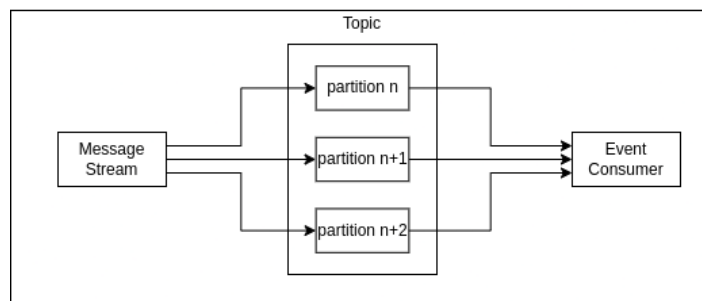 Topic
partition n
Message
Stream
partition n+1
Event
Consumer
partition n+2